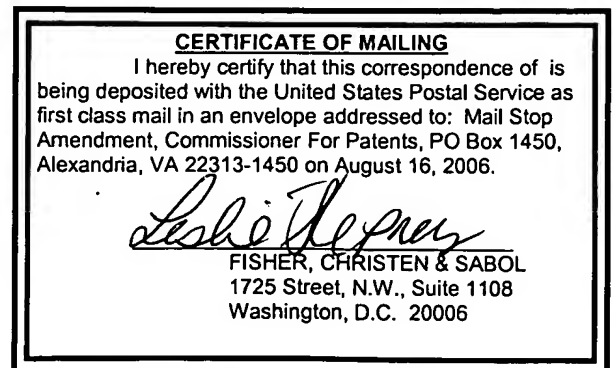 CERTIFICATE OF MAILING
I hereby certify that this correspondence of is
being deposited with the United States Postal Service as
first class mail in an envelope addressed to: Mail Stop
Amendment, Commissioner For Patents, PO Box 1450,
Alexandria, VA 22313-1450 on August 16, 2006.
Leslie
FISHER, CHRISTEN & SABOL
1725 Street, N.W., Suite 1108
Washington, D.C. 20006